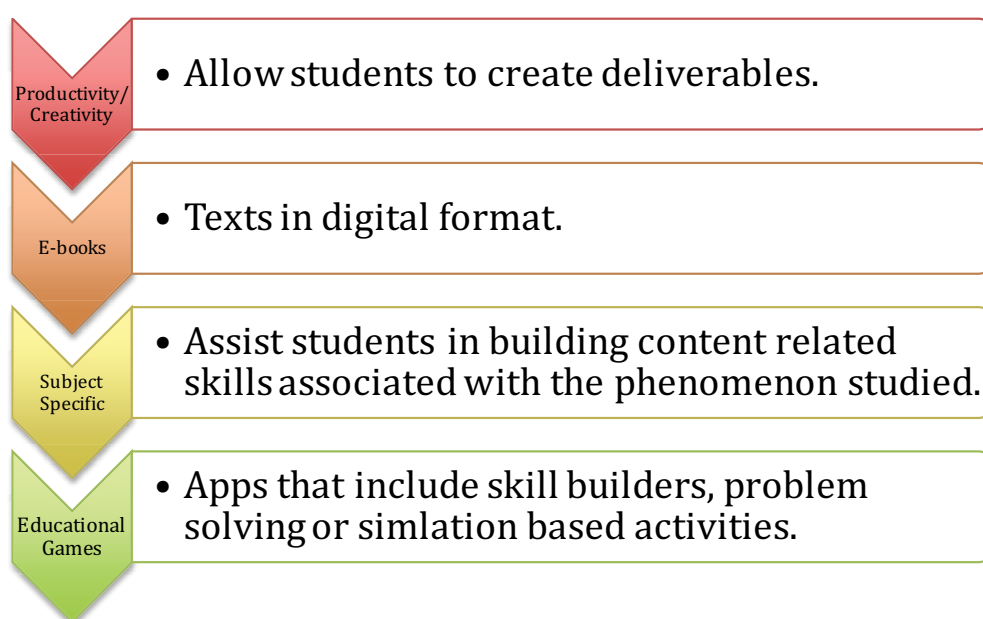 Productivity/
Creativity
• Allow students to create deliverables.
E-books
• Texts in digital format.
Subject
Specific
• Assist students in building content related
skills associated with the phenomenon studied.
Educational
Games
• Apps that include skill builders, problem
solving or simlation based activities.